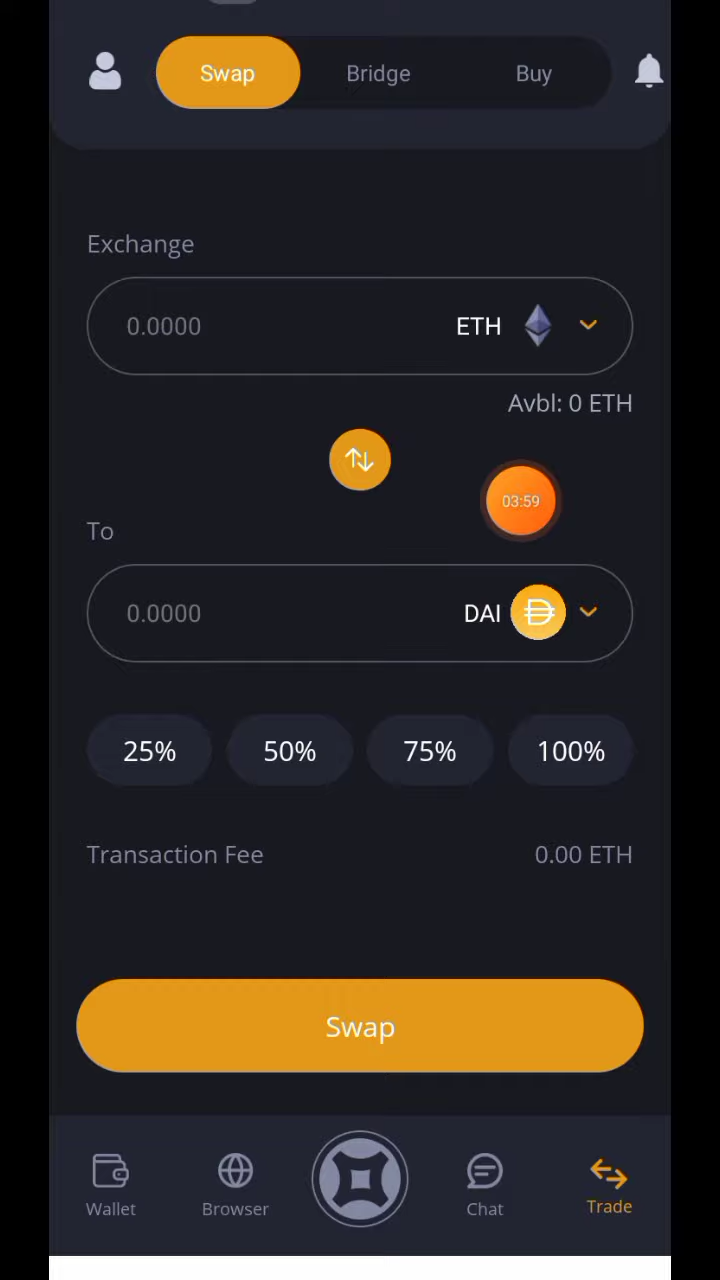 Swap Bridge Buy
Exchange
0.0000 ETH
Avbl: 0 ETH
03:59
To
0.0000 DAI
25% 50% 75% 100%
Transaction Fee 0.00 ETH
Swap
Wallet Browser Chat Trade